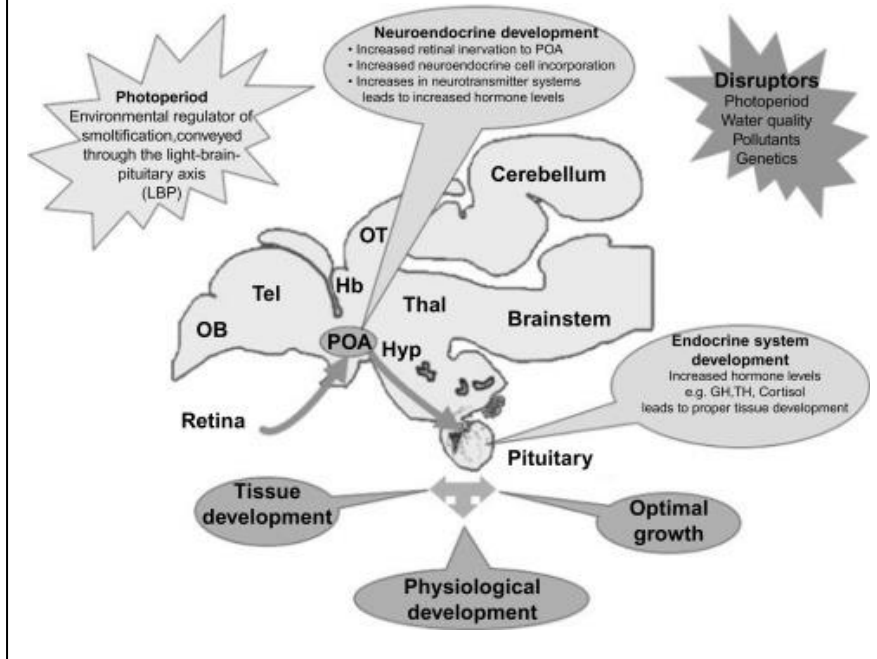 Neuroendocrine development
• Increased retinal inervation to POA
• Increased neuroendocrine cell incorporation
• Increases in neurotransmitter systems
leads to increased hormone levels
Photoperiod
Environmental regulator of
smoltification,conveyed
through the light-brain-
pituitary axis
(LBP)
Disruptors
Photoperiod
Water quality
Pollutants
Genetics
Cerebellum
OT
Hb
Tel
Thal
OB
Brainstem
POA
Hyp
Endocrine system
development
Increased hormone levels
e.g. GH,TH, Cortisol
leads to proper tissue development
Retina
Pituitary
Tissue
development
Optimal
growth
Physiological
development